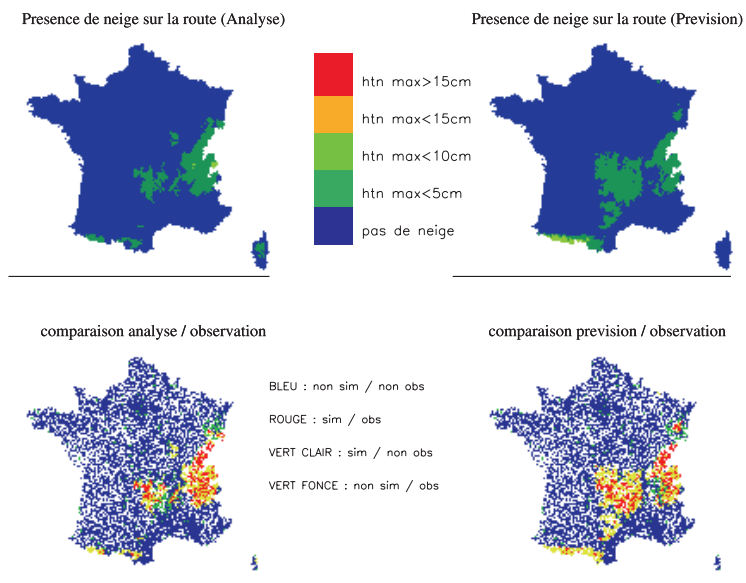 Presence de neige sur la route (Analyse)
Presence de neige sur la route (Prevision)
htn max>15cm
htn max<15cm
htn max<10cm
htn max<5cm
pas de neige
comparaison analyse / observation
comparaison prevision / observation
BLEU : non sim / non obs
ROUGE : sim / obs
VERT CLAIR : sim / non obs
VERT FONCE : non sim / obs